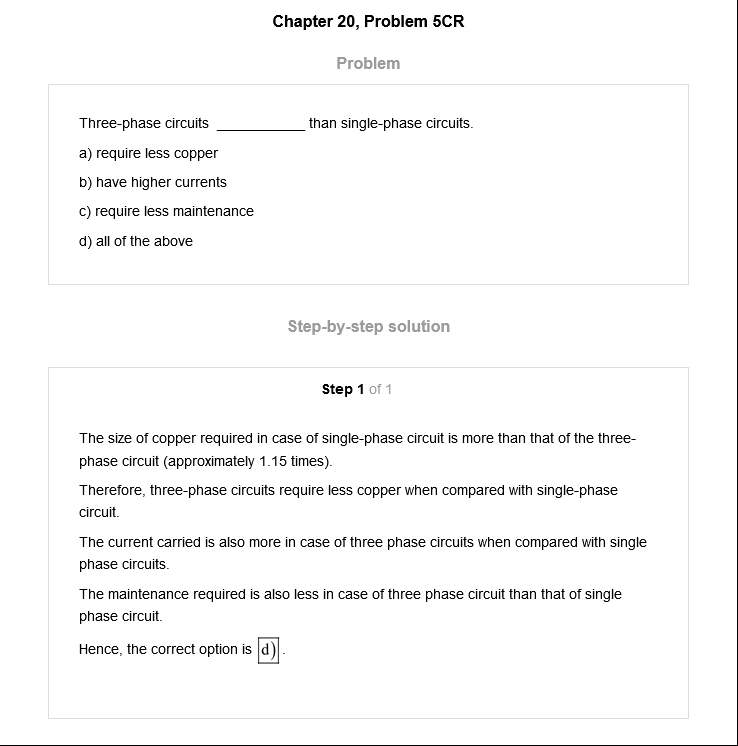 Chapter 20, Problem 5CR
Problem
Three-phase circuits ___________ than single-phase circuits.
a) require less copper
b) have higher currents
c) require less maintenance
d) all of the above
Step-by-step solution
Step 1 of 1
The size of copper required in case of single-phase circuit is more than that of the three-
phase circuit (approximately 1.15 times).
Therefore, three-phase circuits require less copper when compared with single-phase
circuit.
The current carried is also more in case of three phase circuits when compared with single
phase circuits.
The maintenance required is also less in case of three phase circuit than that of single
phase circuit.
Hence, the correct option is d) .